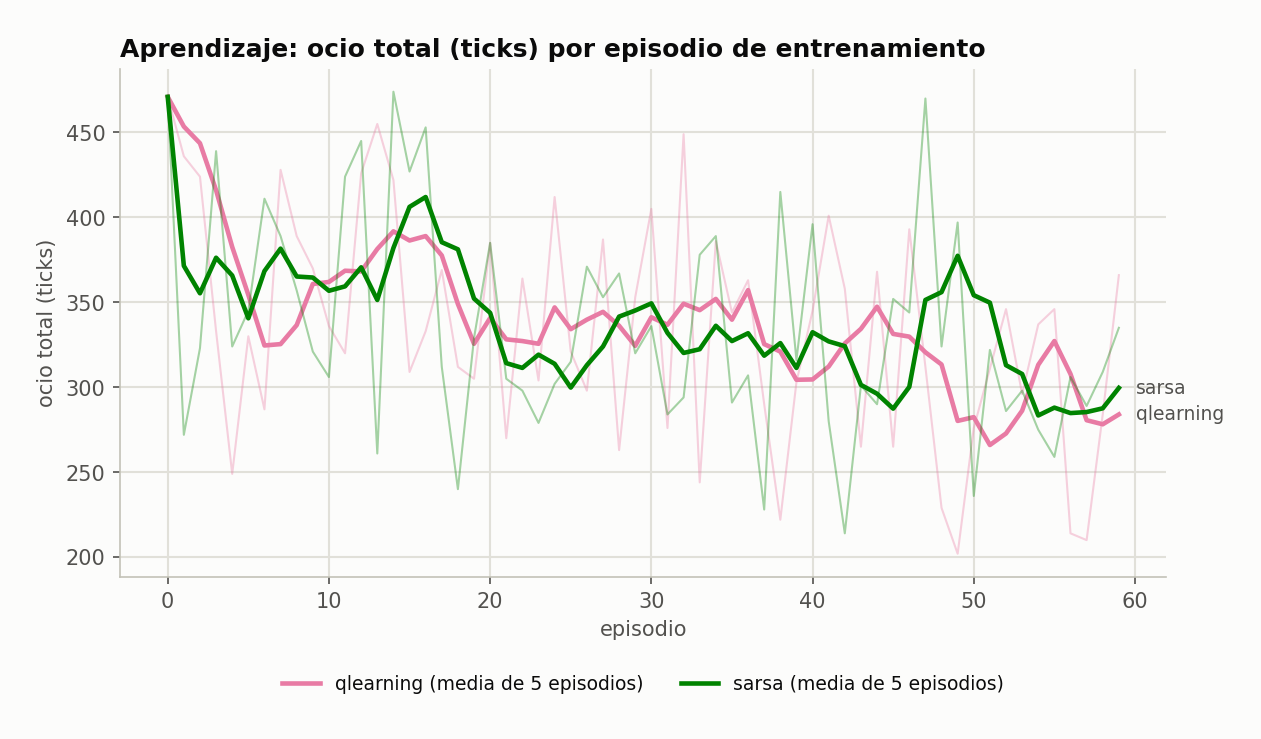 Aprendizaje: ocio total (ticks) por episodio de entrenamiento
ocio total (ticks)
450
400
350
300
250
200
sarsa
qlearning
0 10 20 30 40 50 60
episodio
qlearning (media de 5 episodios) sarsa (media de 5 episodios)